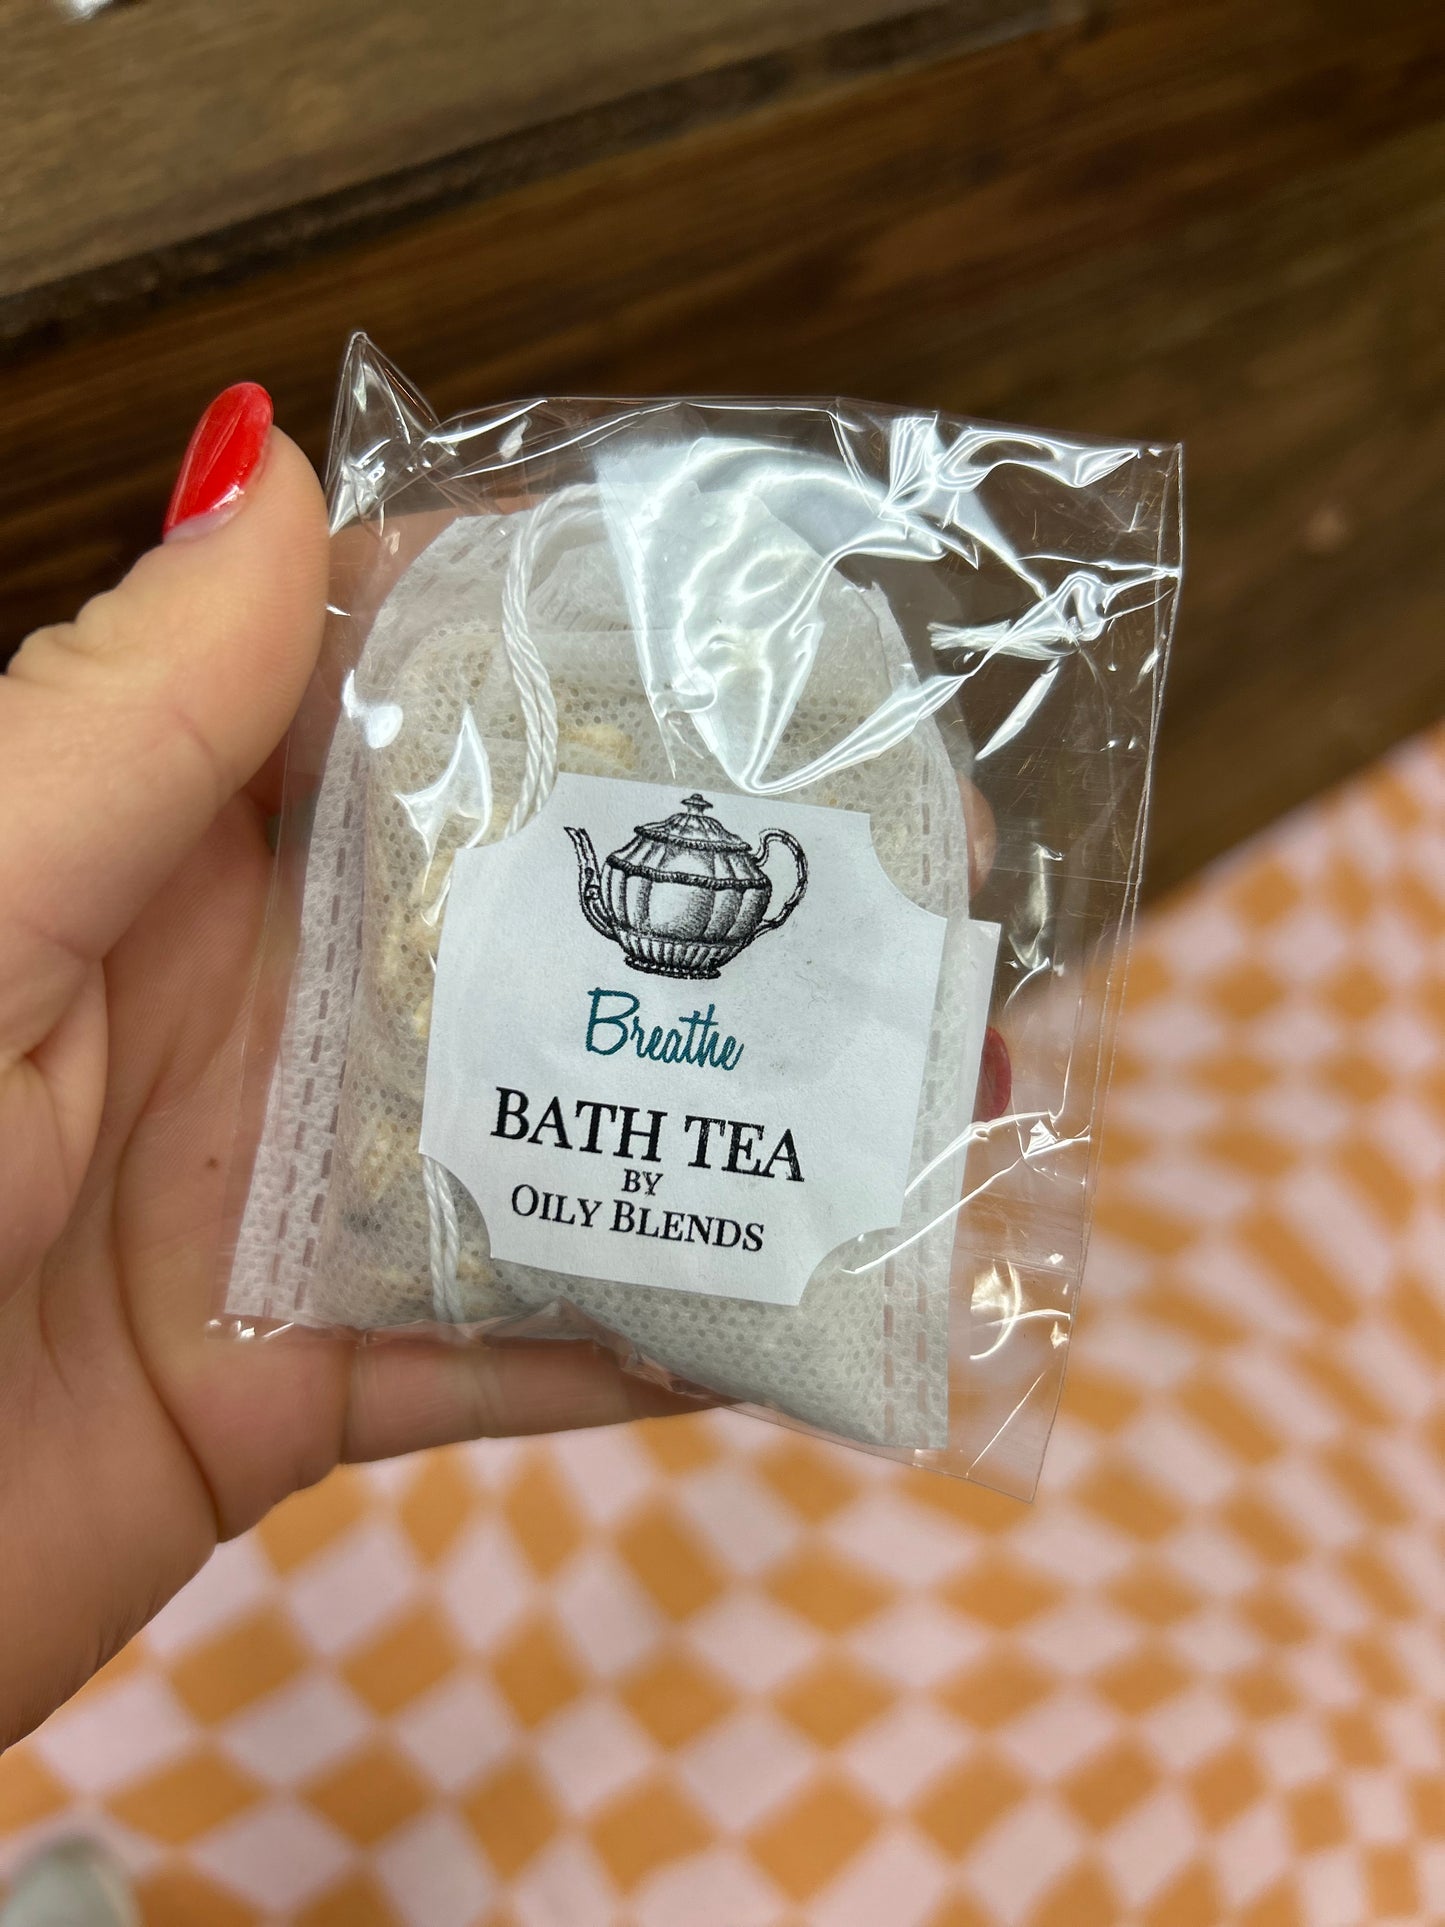 Breathe
BATH TEA
BY
OILY BLENDS